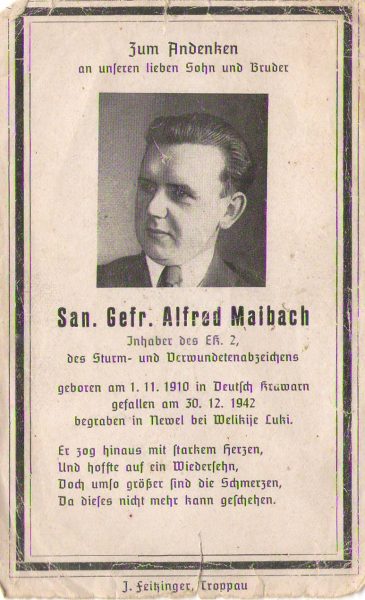 Zum Andenken
an unseren lieben Sohn und Bruder
San. Gefr. Alfred Maibach
Inhaber des EK. 2,
des Sturm- und Verwundetenabzeichens
geboren am 1. 11. 1910 in Deutsch Krawarn
gefallen am 30. 12. 1942
begraben in Newel bei Welikije Luki.
Er zog hinaus mit starkem Herzen,
Und hoffte auf ein Wiedersehn,
Doch umso größer sind die Schmerzen,
Da dieses nicht mehr kann geschehen.
J. Feitzinger, Troppau